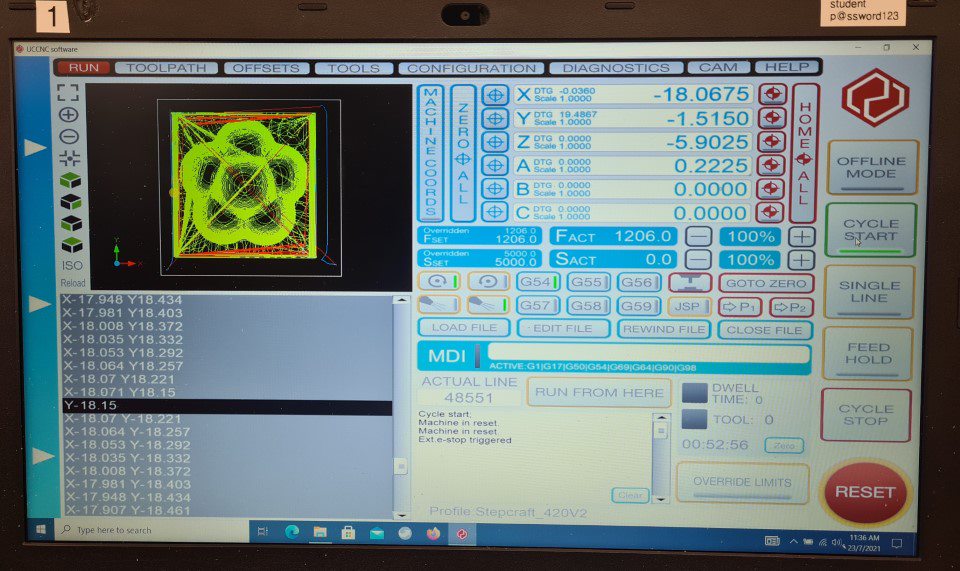 1
student
p@ssword123
UCCNC software
RUN TOOLPATH OFFSETS TOOLS CONFIGURATION DIAGNOSTICS CAM HELP
MACHINE COORDS
ZERO ALL
HOME ALL
X DTG -0.0360 Scale 1.0000 -18.0675
Y DTG 19.4867 Scale 1.0000 -1.5150
Z DTG 0.0000 Scale 1.0000 -5.9025
A DTG 0.0000 Scale 1.0000 0.2225
B DTG 0.0000 Scale 1.0000 0.0000
C DTG 0.0000 Scale 1.0000 0.0000
Overridden 1206.0
FSET 1206.0 FACT 1206.0 100%
Overridden 5000.0
SSET 5000.0 SACT 0.0 100%
G54 G55 G56 GOTO ZERO
G57 G58 G59 JSP P1 P2
LOAD FILE EDIT FILE REWIND FILE CLOSE FILE
MDI
ACTIVE:G1|G17|G50|G54|G69|G64|G90|G98
ACTUAL LINE
48551
RUN FROM HERE
DWELL
TIME: 0
TOOL: 0
00:52:56 Zero
Cycle start;
Machine in reset.
Machine in reset.
Ext.e-stop triggered
Clear
OVERRIDE LIMITS
Profile:Stepcraft_420V2
OFFLINE
MODE
CYCLE
START
SINGLE
LINE
FEED
HOLD
CYCLE
STOP
RESET
ISO
Reload
Y
X
X-17.948 Y18.434
X-17.981 Y18.403
X-18.008 Y18.372
X-18.035 Y18.332
X-18.053 Y18.292
X-18.064 Y18.257
X-18.07 Y18.221
X-18.071 Y18.15
Y-18.15
X-18.07 Y-18.221
X-18.064 Y-18.257
X-18.053 Y-18.292
X-18.035 Y-18.332
X-18.008 Y-18.372
X-17.981 Y-18.403
X-17.948 Y-18.434
X-17.907 Y-18.461
Type here to search
11:36 AM
23/7/2021